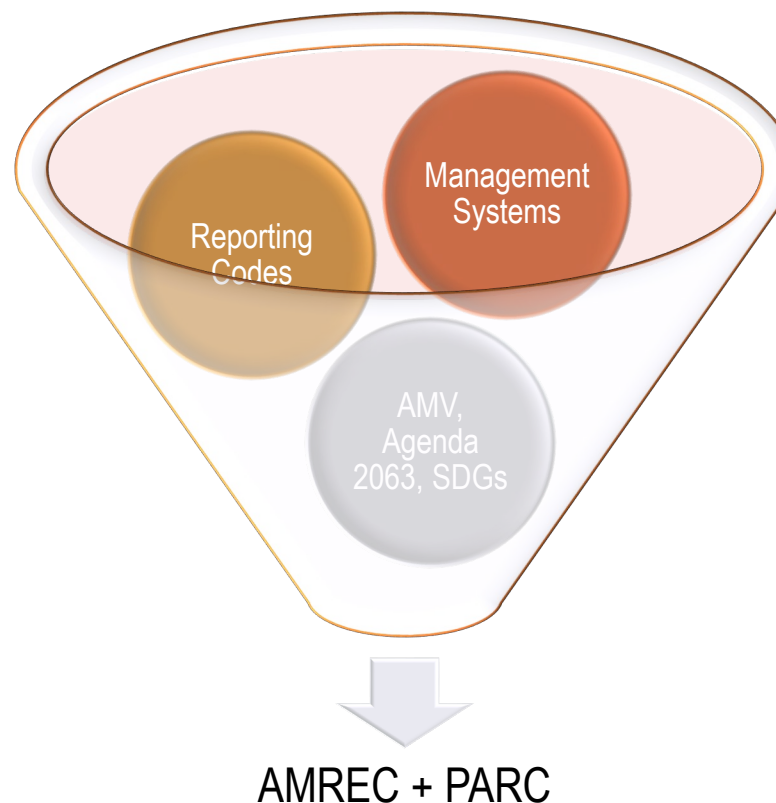 Management
Systems
Reporting
Codes
AMV,
Agenda
2063, SDGs
AMREC + PARC